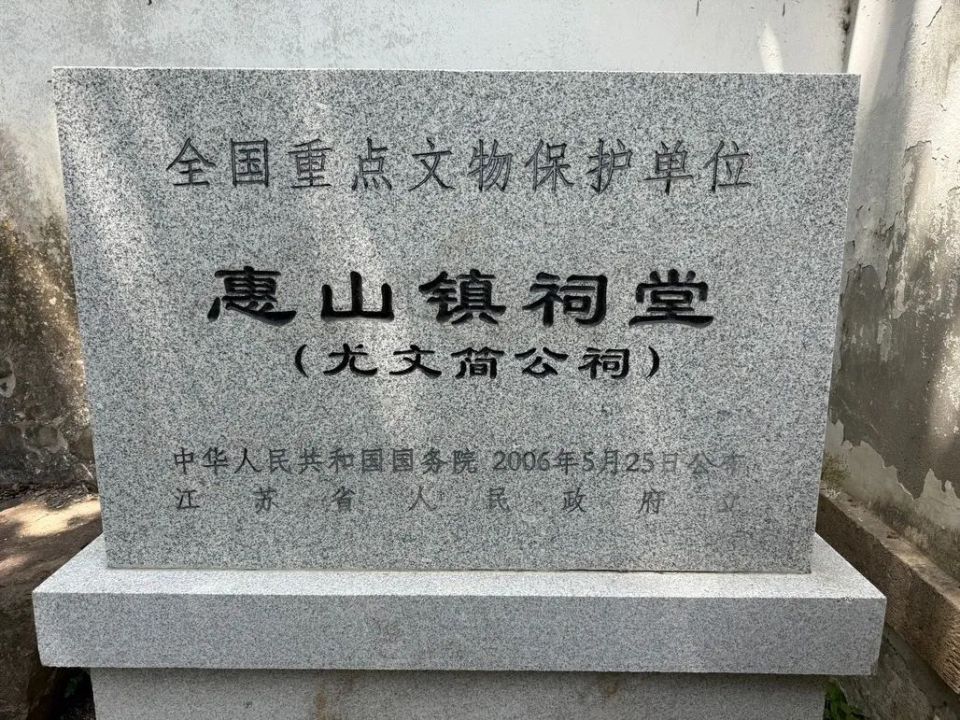 全国重点文物保护单位
惠山镇祠堂
(尤文简公祠)
中华人民共和国国务院 2006年5月25日公布
江苏省人民政府立